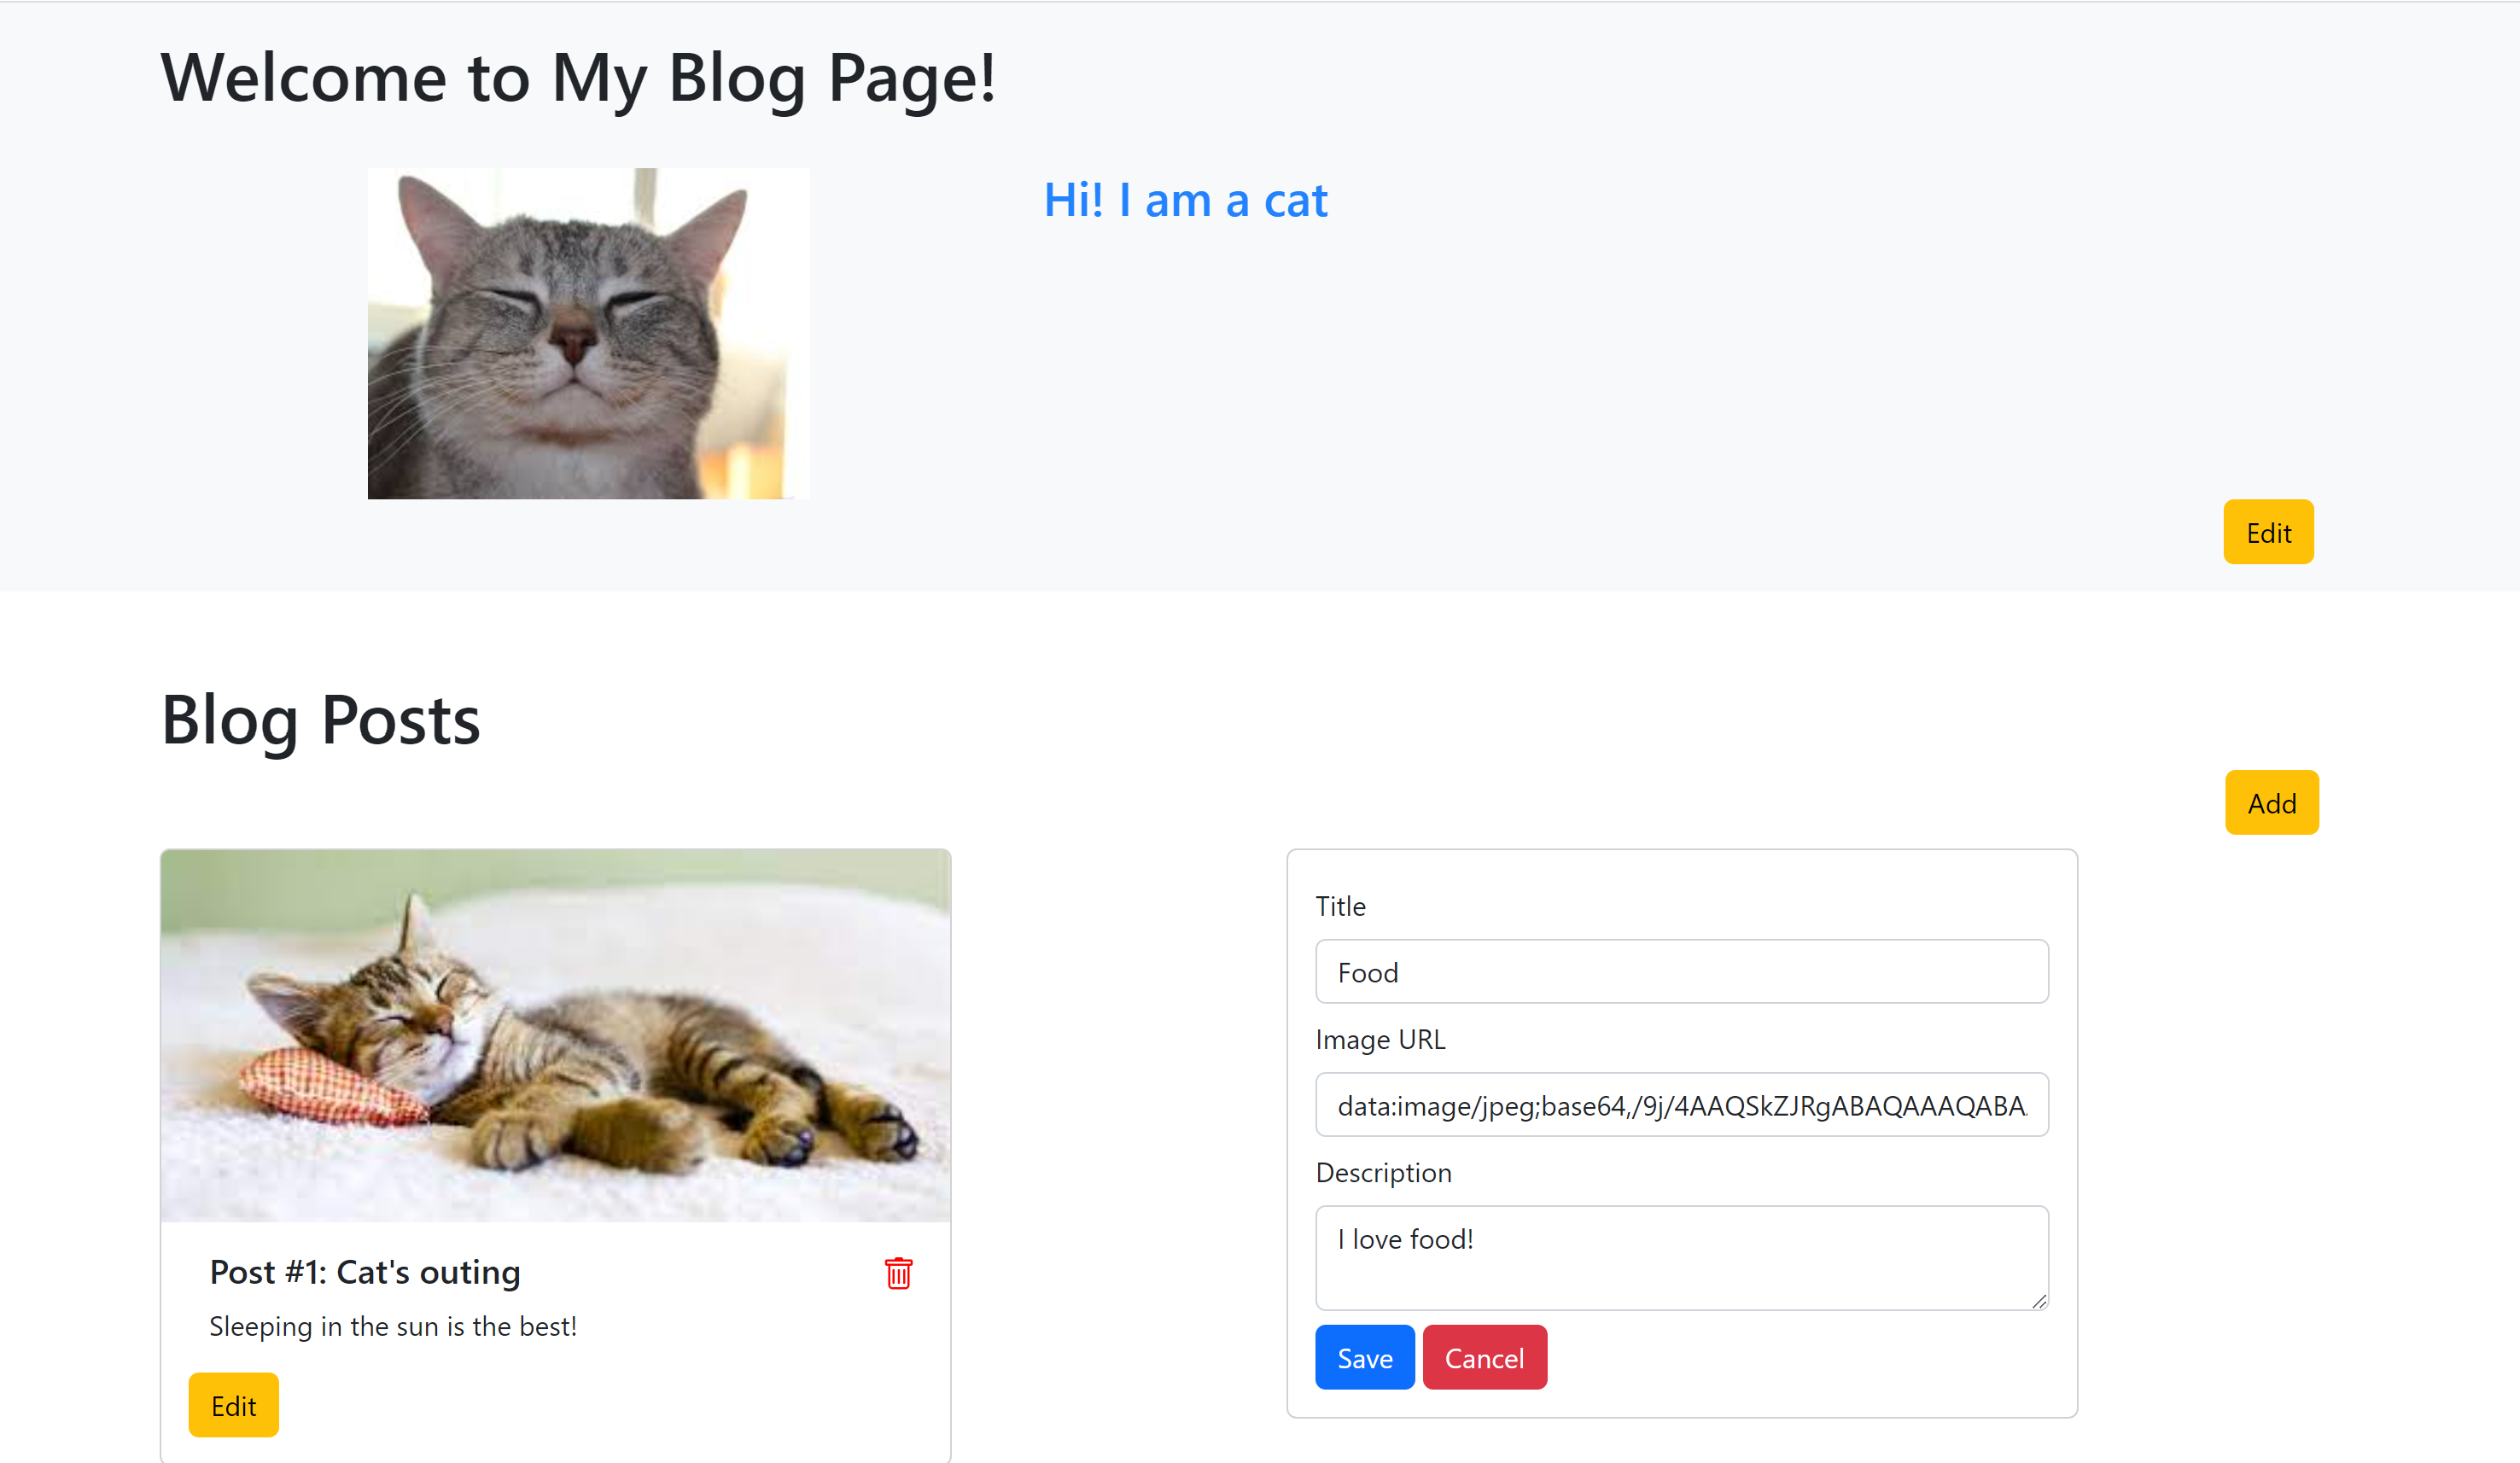 Welcome to My Blog Page!
Hi! I am a cat
Edit
Blog Posts
Add
Post #1: Cat's outing
Sleeping in the sun is the best!
Edit
Title
Food
Image URL
data:image/jpeg;base64,/9j/4AAQSkZJRgABAQAAAQABA
Description
I love food!
Save Cancel